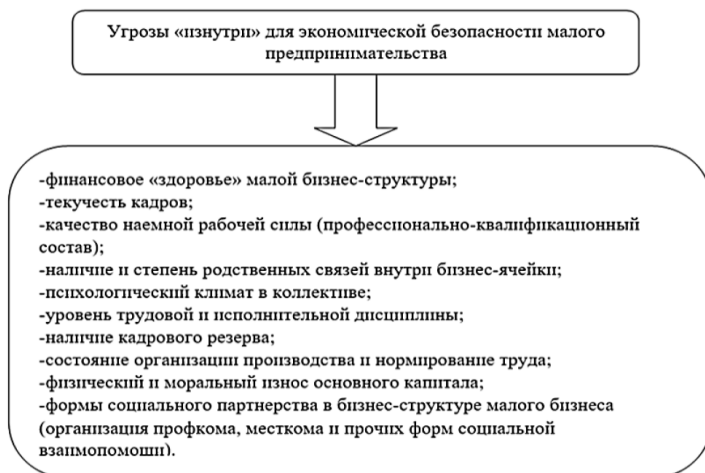 Угрозы «изнутри» для экономической безопасности малого
предпринимательства
-финансовое «здоровье» малой бизнес-структуры;
-текучесть кадров;
-качество наемной рабочей силы (профессионально-квалификационный
состав);
-наличие и степень родственных связей внутри бизнес-ячейки;
-психологический климат в коллективе;
-уровень трудовой и исполнительной дисциплины;
-наличие кадрового резерва;
-состояние организации производства и нормирование труда;
-физический и моральный износ основного капитала;
-формы социального партнерства в бизнес-структуре малого бизнеса
(организация профкома, месткома и прочих форм социальной
взаимопомощи).